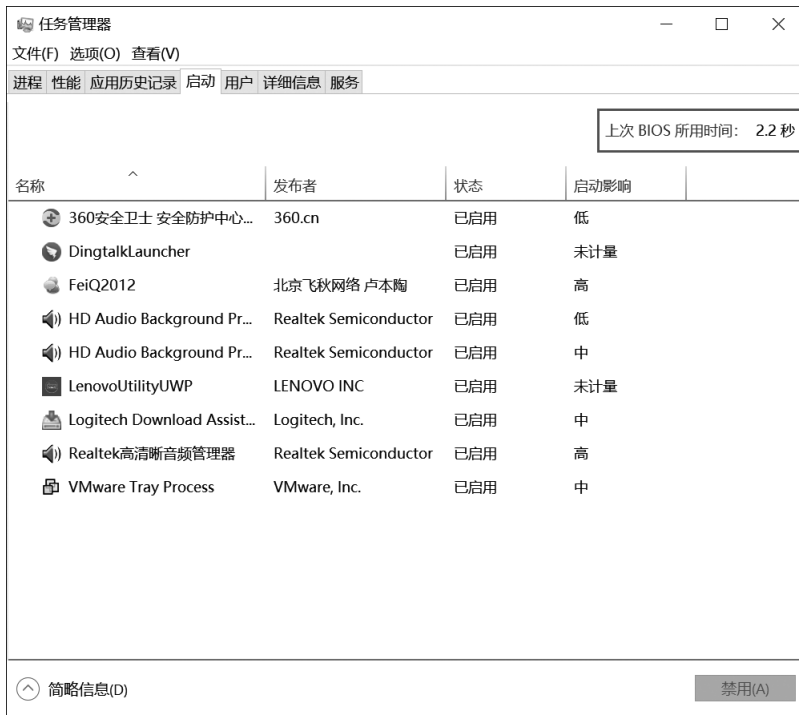 任务管理器
文件(F) 选项(O) 查看(V)
进程 性能 应用历史记录 启动 用户 详细信息 服务
上次 BIOS 所用时间: 2.2 秒
名称 发布者 状态 启动影响
360安全卫士 安全防护中心... 360.cn 已启用 低
DingtalkLauncher 已启用 未计量
FeiQ2012 北京飞秋网络 卢本陶 已启用 高
HD Audio Background Pr... Realtek Semiconductor 已启用 低
HD Audio Background Pr... Realtek Semiconductor 已启用 中
LenovoUtilityUWP LENOVO INC 已启用 未计量
Logitech Download Assist... Logitech, Inc. 已启用 中
Realtek高清晰音频管理器 Realtek Semiconductor 已启用 高
VMware Tray Process VMware, Inc. 已启用 中
简略信息(D) 禁用(A)